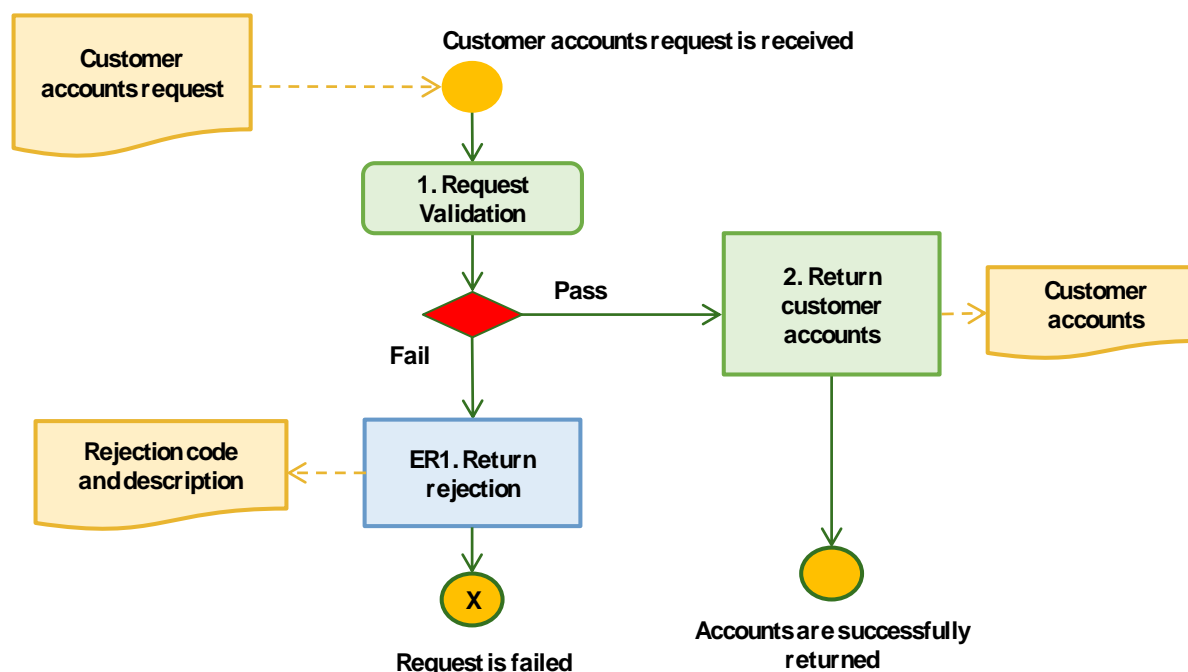 Customer
accounts request
Customer accounts request is received
1. Request
Validation
Pass
Fail
2. Return
customer
accounts
Customer
accounts
Rejection code
and description
ER1. Return
rejection
X
Request is failed
Accounts are successfully
returned